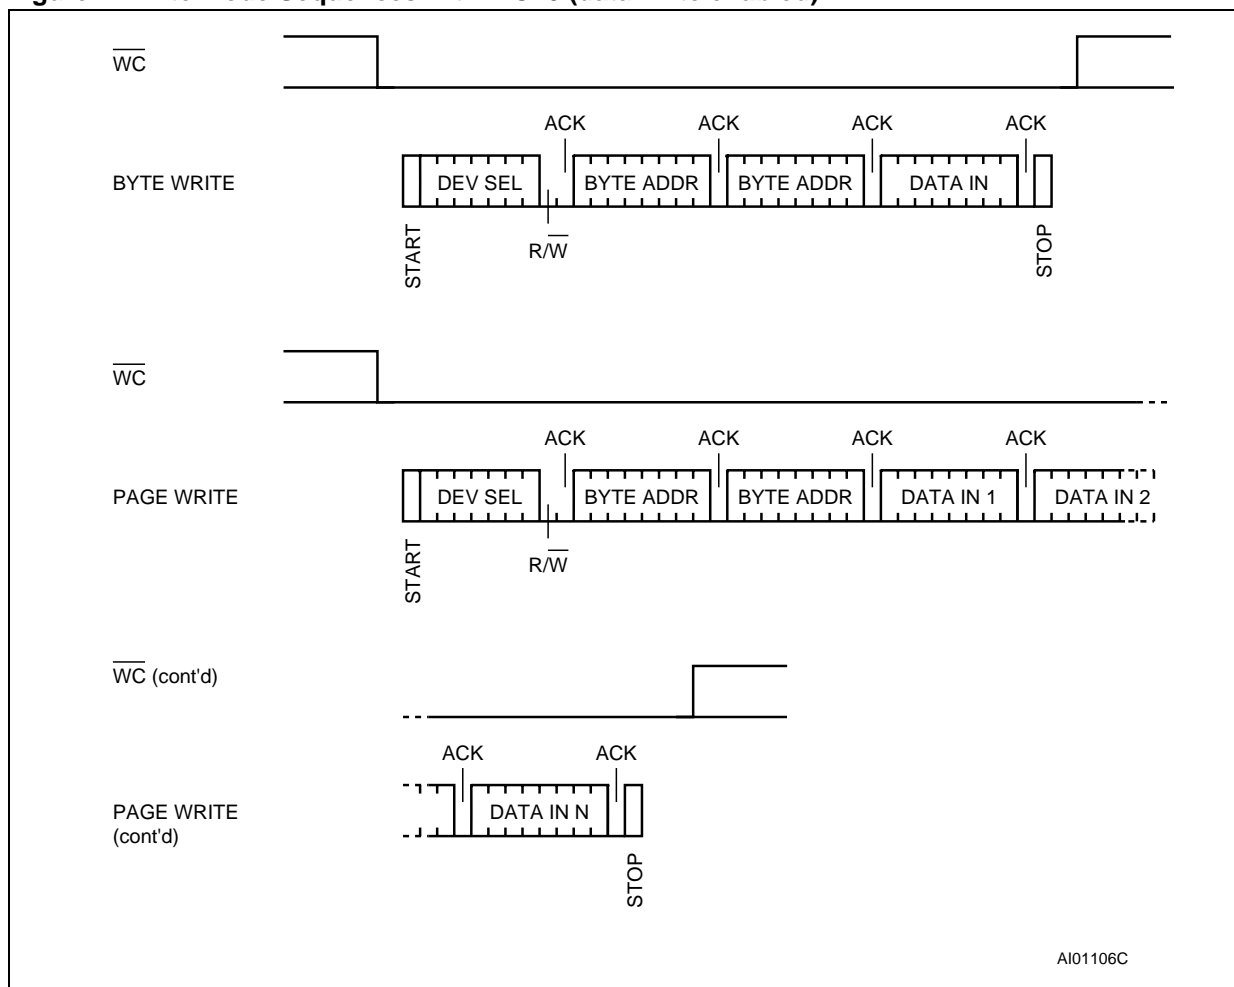 WC
ACK ACK ACK ACK
BYTE WRITE
DEV SEL BYTE ADDR BYTE ADDR DATA IN
START
R/W
STOP
WC
ACK ACK ACK ACK
PAGE WRITE
DEV SEL BYTE ADDR BYTE ADDR DATA IN 1 DATA IN 2
START
R/W
WC (cont'd)
ACK ACK
PAGE WRITE
(cont'd)
DATA IN N
STOP
AI01106C